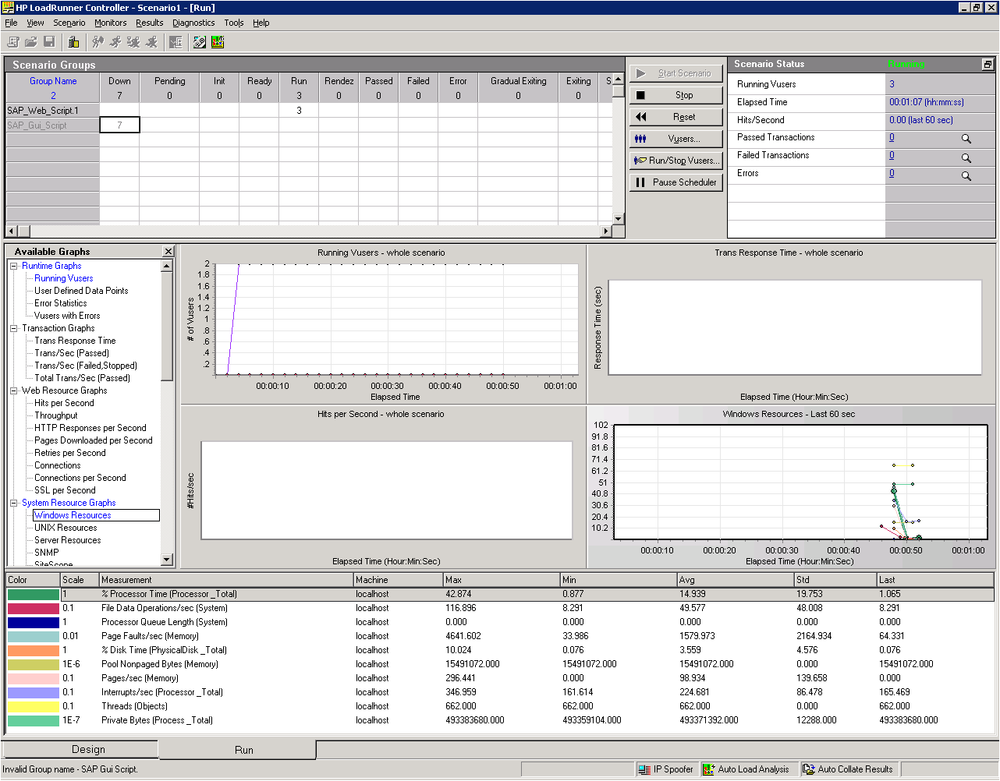 HP LoadRunner Controller - Scenario1 - [Run]
File View Scenario Monitors Results Diagnostics Tools Help
Scenario Groups
Group Name Down Pending Init Ready Run Rendez Passed Failed Error Gradual Exiting Exiting S
2 7 0 0 0 3 0 0 0 0 0 0
SAP_Web_Script.1 3
SAP_Gui_Script 7
Start Scenario
Stop
Reset
Vusers...
Run/Stop Vusers...
Pause Scheduler
Scenario Status Running
Running Vusers 3
Elapsed Time 00:01:07 (hh:mm:ss)
Hits/Second 0.00 (last 60 sec)
Passed Transactions 0
Failed Transactions 0
Errors 0
Available Graphs
Runtime Graphs
Running Vusers
User Defined Data Points
Error Statistics
Vusers with Errors
Transaction Graphs
Trans Response Time
Trans/Sec (Passed)
Trans/Sec (Failed,Stopped)
Total Trans/Sec (Passed)
Web Resource Graphs
Hits per Second
Throughput
HTTP Responses per Second
Pages Downloaded per Second
Retries per Second
Connections
Connections per Second
SSL per Second
System Resource Graphs
Windows Resources
UNIX Resources
Server Resources
SNMP
SiteScope
Running Vusers - whole scenario
# of Vusers
2
1.8
1.6
1.4
1.2
1
.8
.6
.4
.2
00:00:10 00:00:20 00:00:30 00:00:40 00:00:50 00:01:00
Elapsed Time
Trans Response Time - whole scenario
Response Time (sec)
Elapsed Time (Hour:Min:Sec)
Hits per Second - whole scenario
#Hits/sec
Elapsed Time (Hour:Min:Sec)
Windows Resources - Last 60 sec
102
91.8
81.6
71.4
61.2
51
40.8
30.6
20.4
10.2
00:00:10 00:00:20 00:00:30 00:00:40 00:00:50 00:01:00
Elapsed Time (Hour:Min:Sec)
Color Scale Measurement Machine Max Min Avg Std Last
1 % Processor Time (Processor _Total) localhost 42.874 0.877 14.939 19.753 1.065
0.1 File Data Operations/sec (System) localhost 116.896 8.291 49.577 48.008 8.291
1 Processor Queue Length (System) localhost 0.000 0.000 0.000 0.000 0.000
0.01 Page Faults/sec (Memory) localhost 4641.602 33.986 1579.973 2164.934 64.331
1 % Disk Time (PhysicalDisk _Total) localhost 10.024 0.076 3.559 4.576 0.076
1E-6 Pool Nonpaged Bytes (Memory) localhost 15491072.000 15491072.000 15491072.000 0.000 15491072.000
0.1 Pages/sec (Memory) localhost 296.441 0.000 98.934 139.658 0.000
0.1 Interrupts/sec (Processor _Total) localhost 346.959 161.614 224.681 86.478 165.469
0.1 Threads (Objects) localhost 662.000 662.000 662.000 0.000 662.000
1E-7 Private Bytes (Process _Total) localhost 493383680.000 493359104.000 493371392.000 12288.000 493383680.000
Design Run
Invalid Group name - SAP Gui Script. IP Spoofer Auto Load Analysis Auto Collate Results